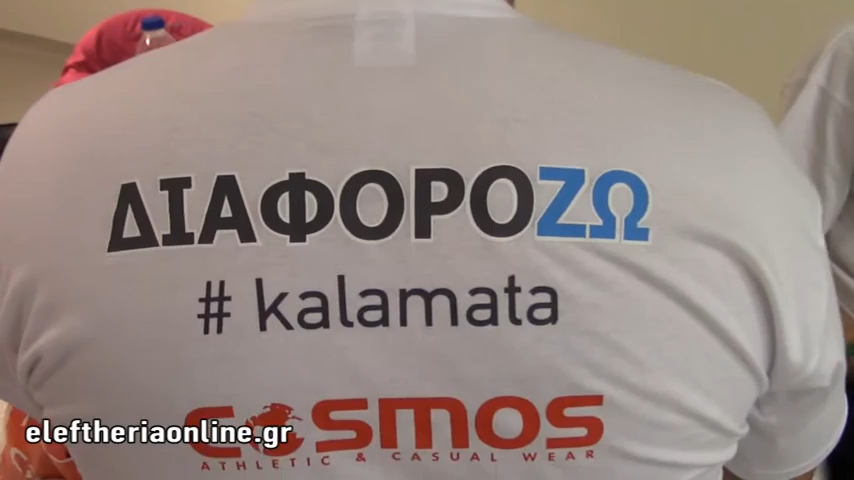 ΔΙΑΦΟΡΟΖΩ
# kalamata
COSMOS
ATHLETIC & CASUAL WEAR
eleftheriaonline.gr